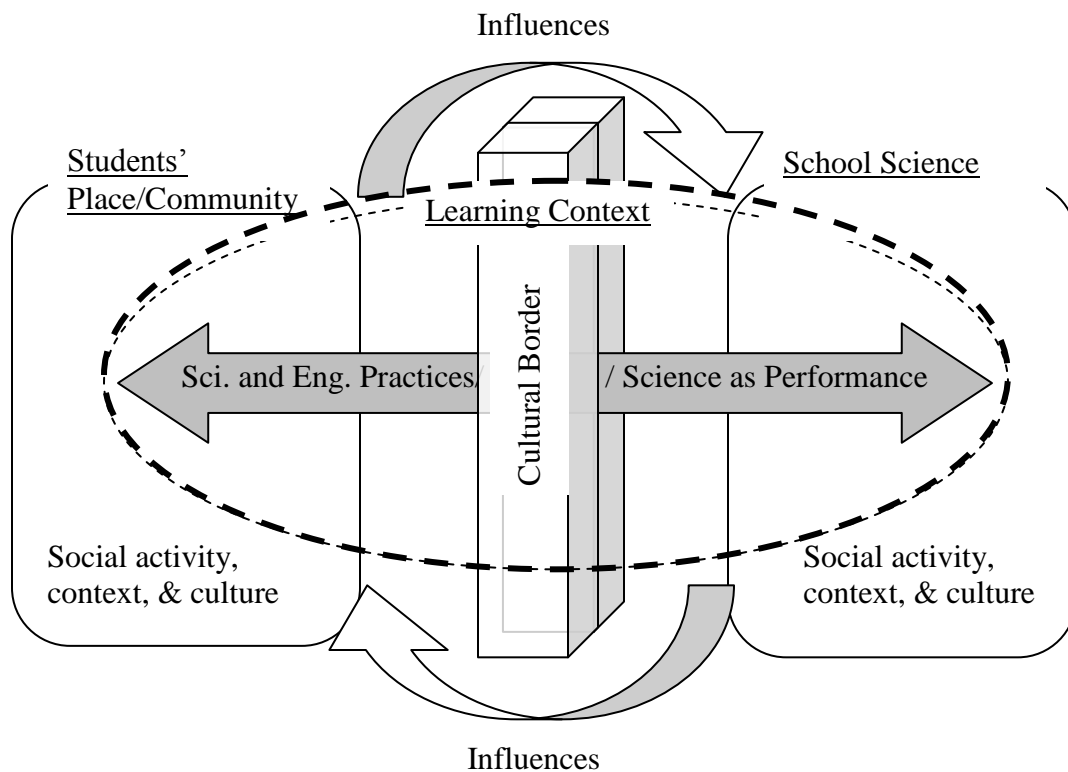 Influences
Students'
Place/Community
School Science
Learning Context
Cultural Border
Sci. and Eng. Practices/
/ Science as Performance
Social activity,
context, & culture
Social activity,
context, & culture
Influences